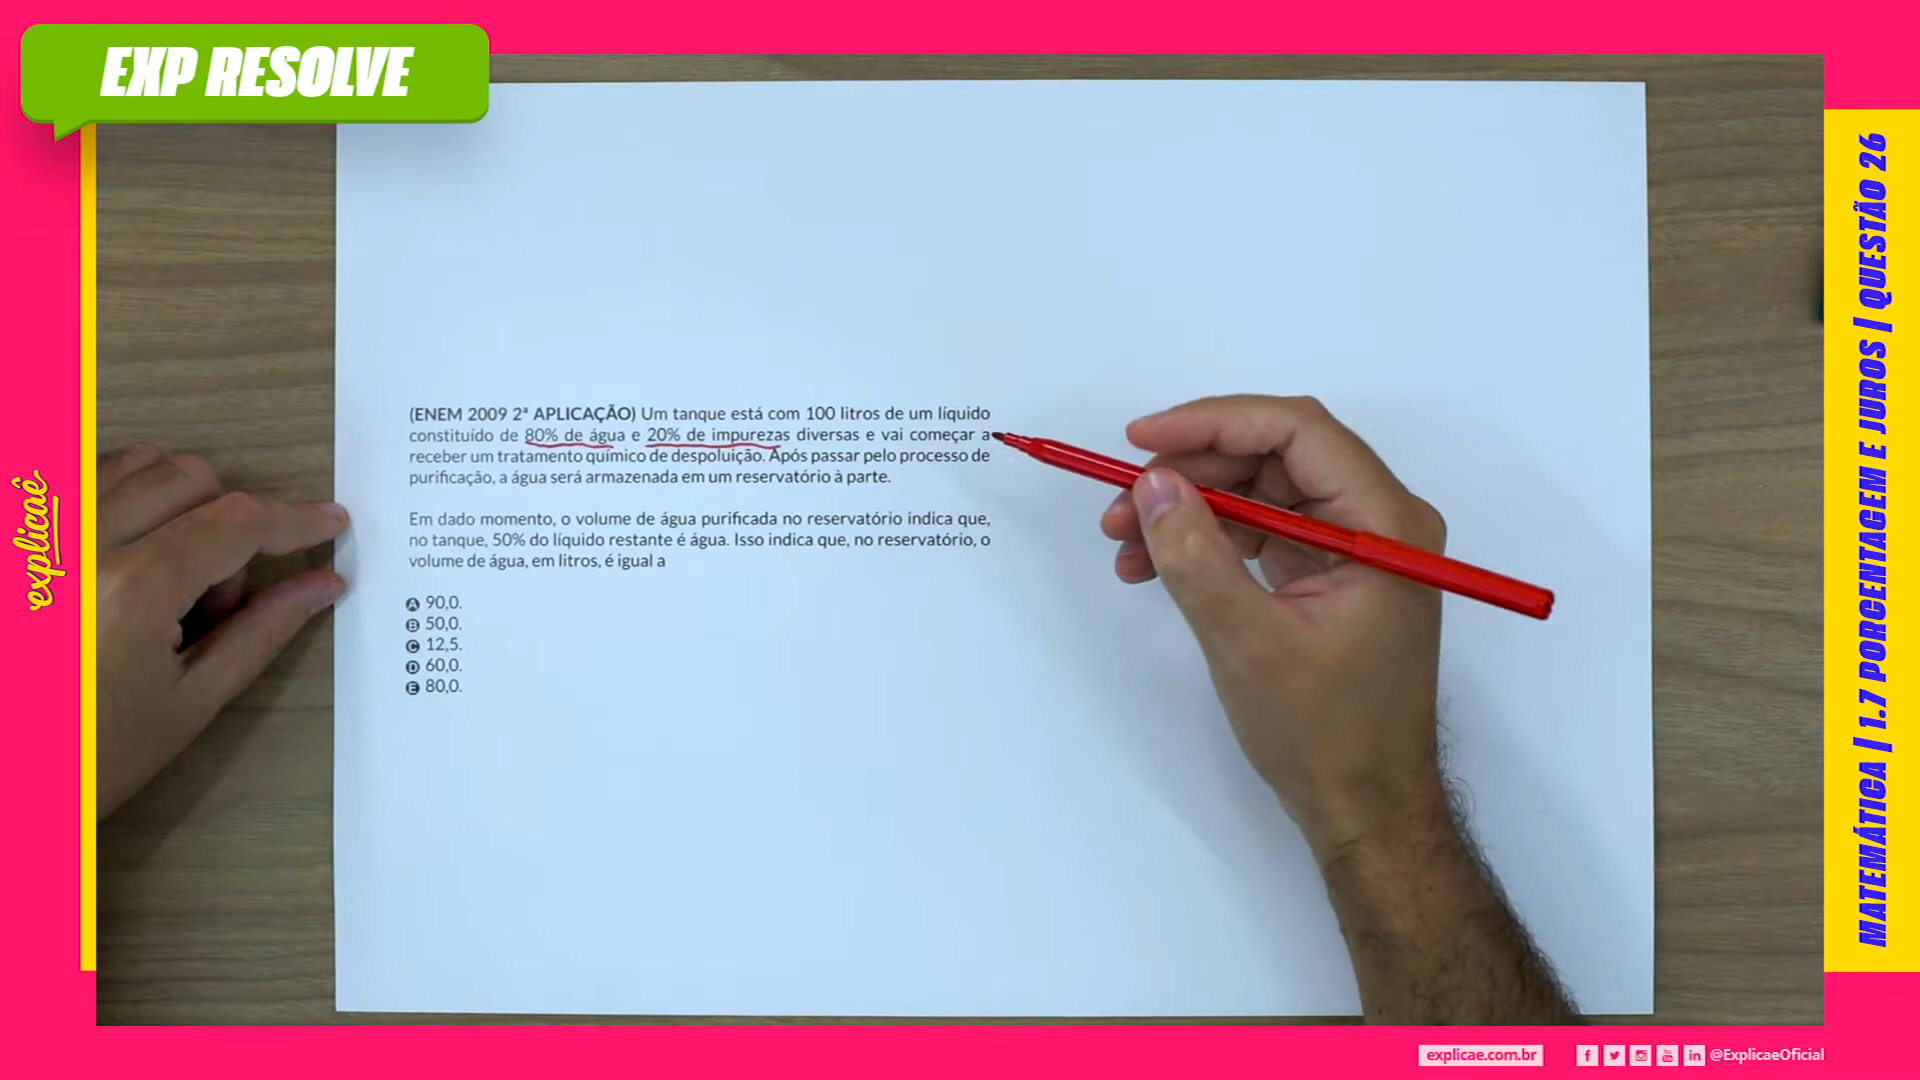 EXP RESOLVE
(ENEM 2009 2ª APLICAÇÃO) Um tanque está com 100 litros de um líquido
constituído de 80% de água e 20% de impurezas diversas e vai começar a
receber um tratamento químico de despoluição. Após passar pelo processo de
purificação, a água será armazenada em um reservatório à parte.
Em dado momento, o volume de água purificada no reservatório indica que,
no tanque, 50% do líquido restante é água. Isso indica que, no reservatório, o
volume de água, em litros, é igual a
A 90,0.
B 50,0.
C 12,5.
D 60,0.
E 80,0.
explicaê
MATEMÁTICA | 1.7 PORCENTAGEM E JUROS | QUESTÃO 26
explicae.com.br
@ExplicaeOficial